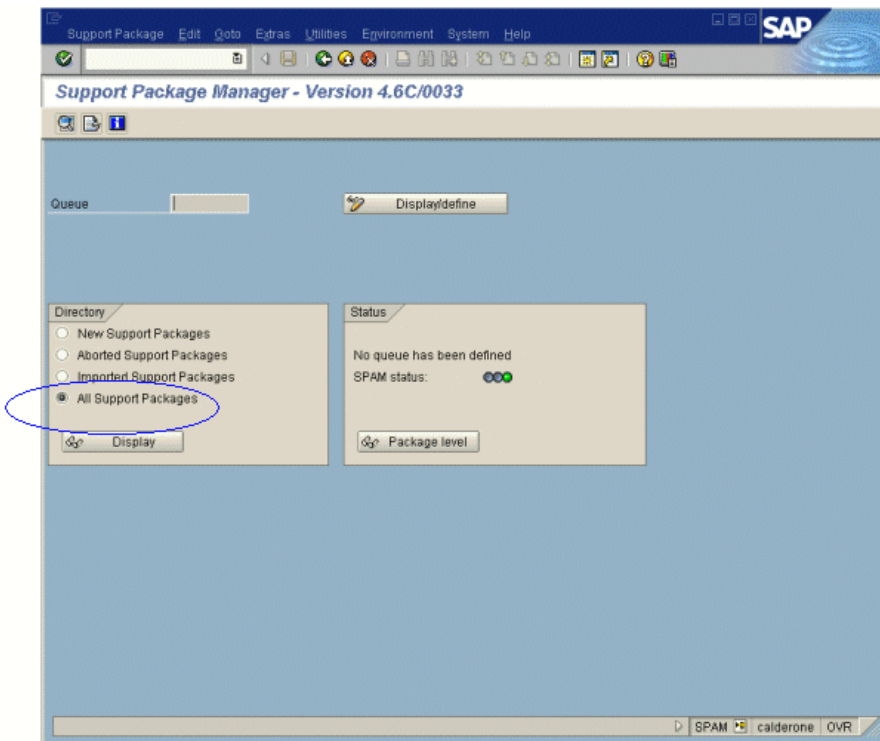 Support Package Edit Goto Extras Utilities Environment System Help
SAP
Support Package Manager - Version 4.6C/0033
Queue
Display/define
Directory
New Support Packages
Aborted Support Packages
Imported Support Packages
All Support Packages
Display
Status
No queue has been defined
SPAM status:
Package level
SPAM calderone OVR